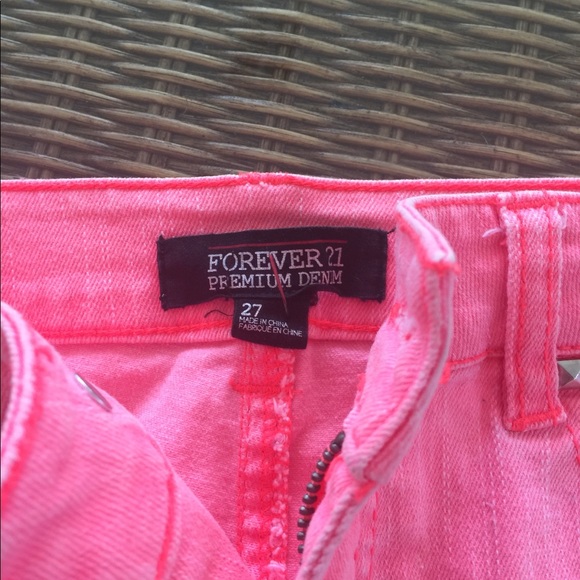 FOREVER 21
PREMIUM DENIM
27
MADE IN CHINA
FABRIQUÉ EN CHINE